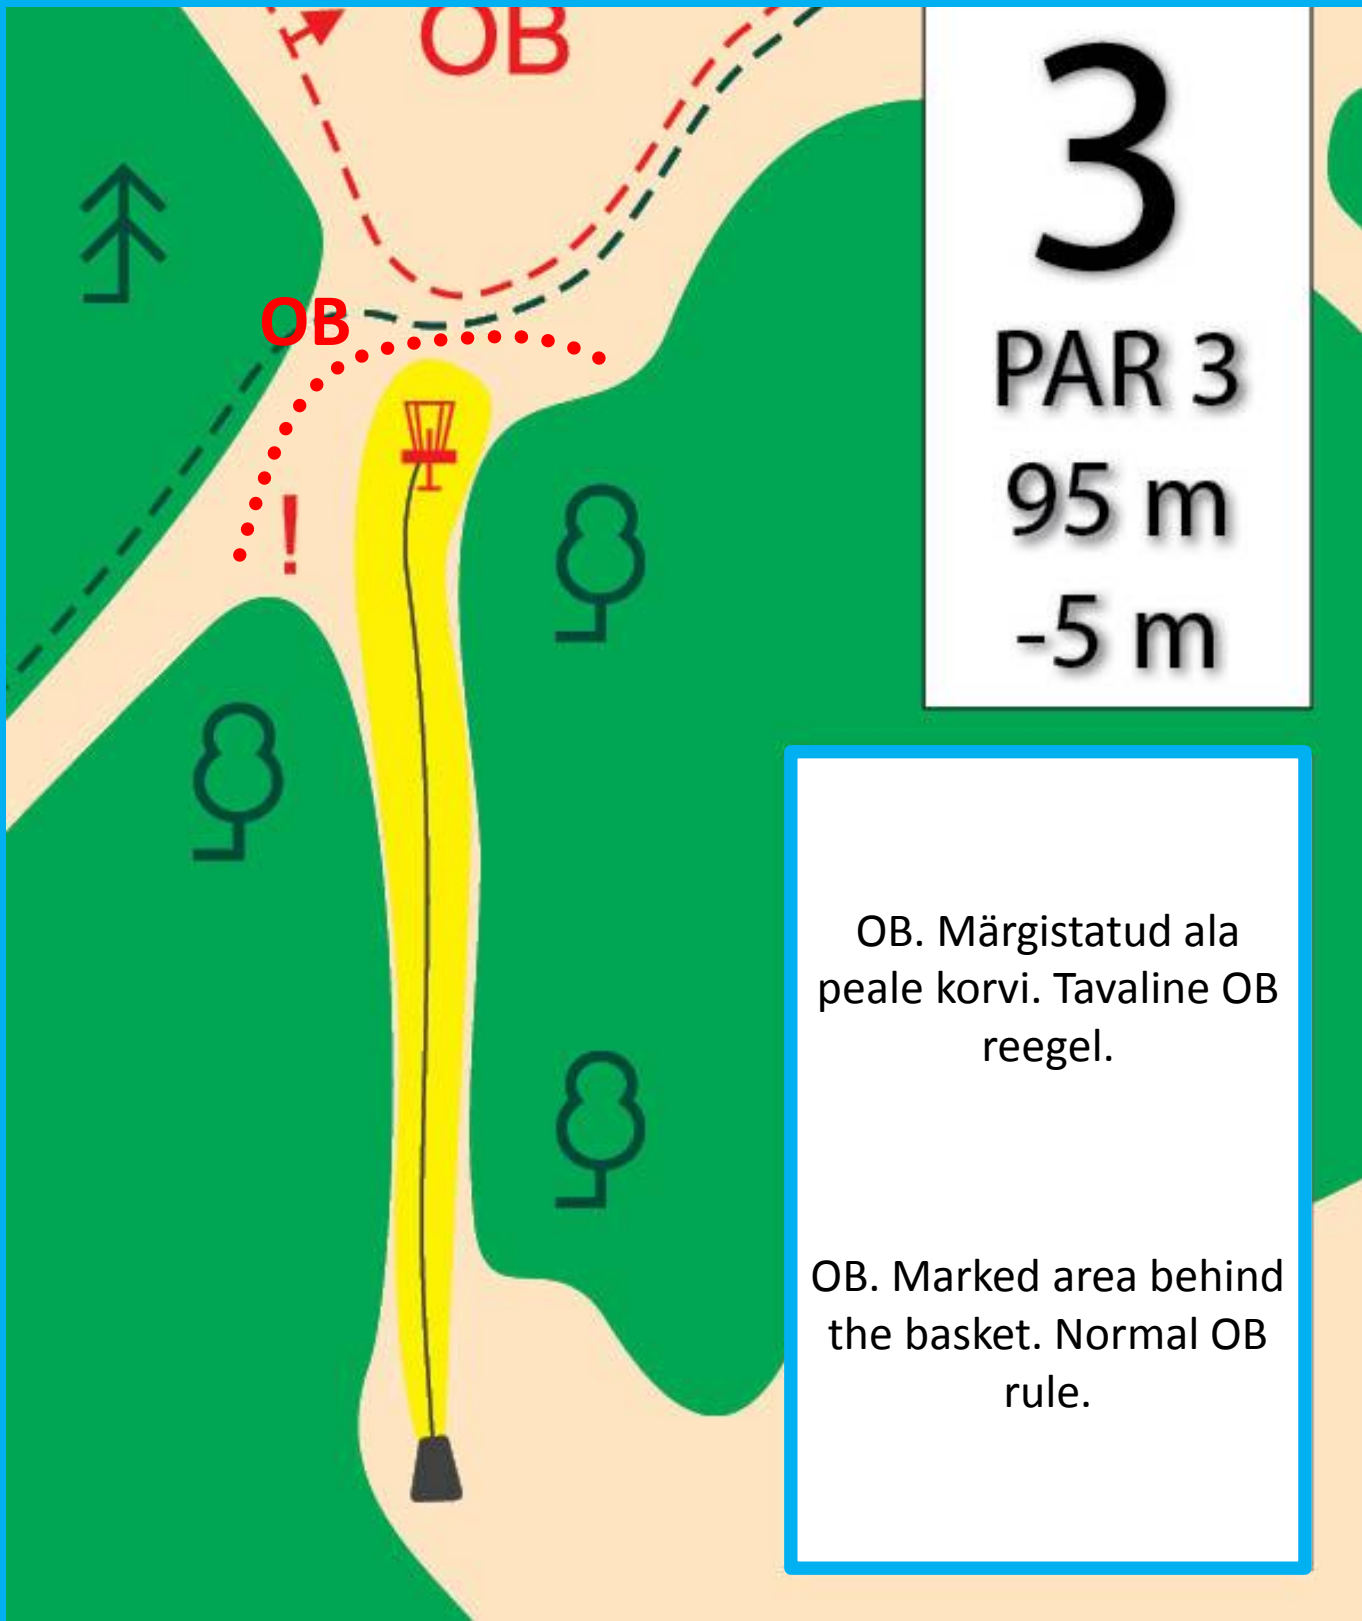 OB
3
PAR 3
95 m
-5 m
OB
!
OB. Märgistatud ala
peale korvi. Tavaline OB
reegel.
OB. Marked area behind
the basket. Normal OB
rule.